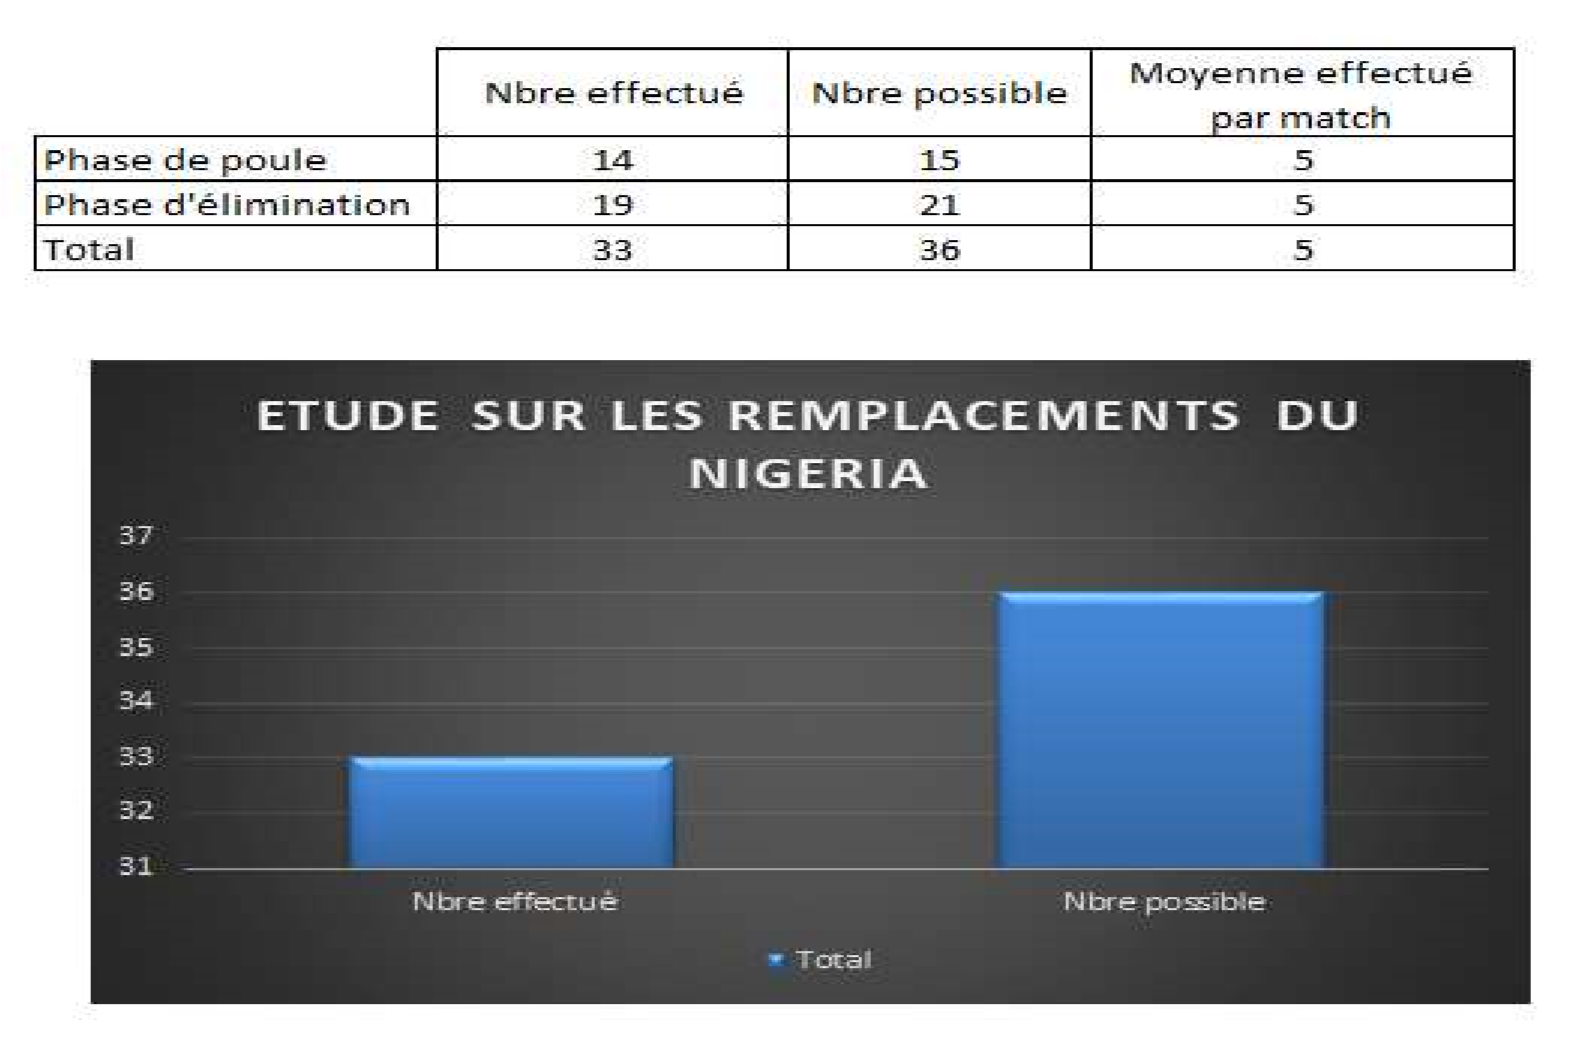 Nbre effectué Nbre possible Moyenne effectué
par match
Phase de poule 14 15 5
Phase d'élimination 19 21 5
Total 33 36 5
ETUDE SUR LES REMPLACEMENTS DU
NIGERIA
37
36
35
34
33
32
31
Nbre effectué Nbre possible
Total